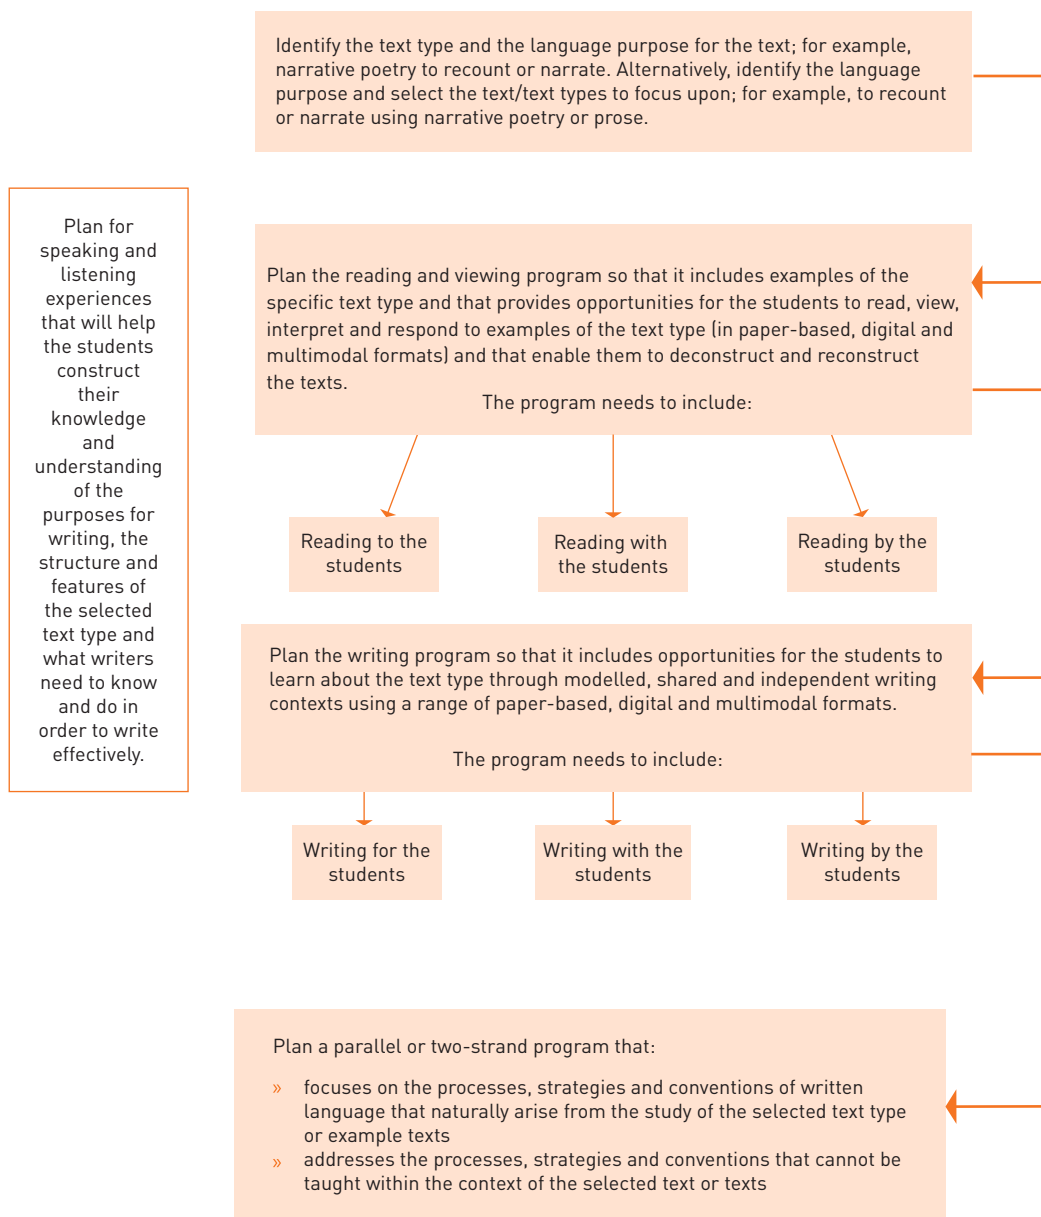 Identify the text type and the language purpose for the text; for example,
narrative poetry to recount or narrate. Alternatively, identify the language
purpose and select the text/text types to focus upon; for example, to recount
or narrate using narrative poetry or prose.
Plan for
speaking and
listening
experiences
that will help
the students
construct
their
knowledge
and
understanding
of the
purposes for
writing, the
structure and
features of
the selected
text type and
what writers
need to know
and do in
order to write
effectively.
Plan the reading and viewing program so that it includes examples of the
specific text type and that provides opportunities for the students to read, view,
interpret and respond to examples of the text type (in paper-based, digital and
multimodal formats) and that enable them to deconstruct and reconstruct
the texts.
The program needs to include:
Reading to the
students
Reading with
the students
Reading by the
students
Plan the writing program so that it includes opportunities for the students to
learn about the text type through modelled, shared and independent writing
contexts using a range of paper-based, digital and multimodal formats.
The program needs to include:
Writing for the
students
Writing with the
students
Writing by the
students
Plan a parallel or two-strand program that:
» focuses on the processes, strategies and conventions of written
language that naturally arise from the study of the selected text type
or example texts
» addresses the processes, strategies and conventions that cannot be
taught within the context of the selected text or texts